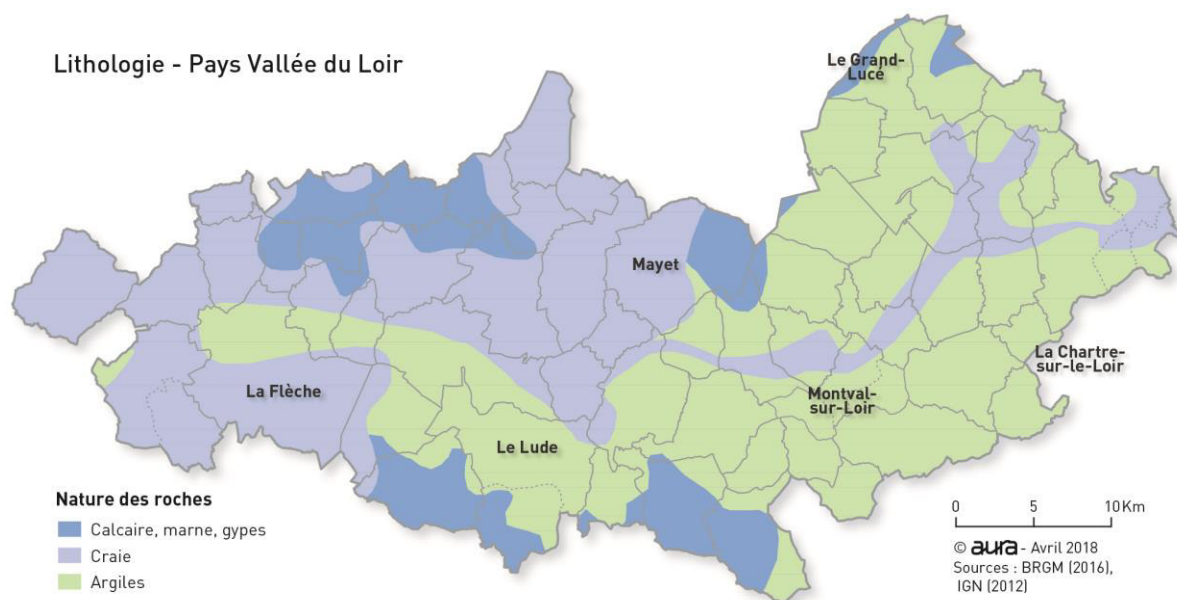 Lithologie - Pays Vallée du Loir
Le Grand-
Lucé
Mayet
La Chartre-
sur-le-Loir
La Flèche
Montval-
sur-Loir
Le Lude
Nature des roches
Calcaire, marne, gypes
Craie
Argiles
0 5 10 Km
© aura - Avril 2018
Sources : BRGM (2016),
IGN (2012)